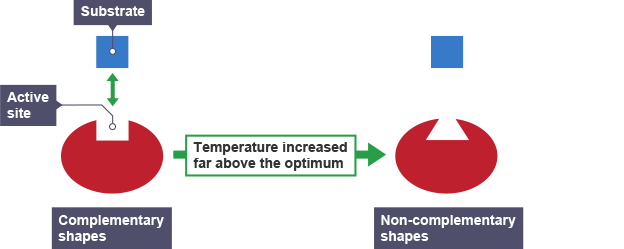 Substrate
Active
site
Temperature increased
far above the optimum
Complementary
shapes
Non-complementary
shapes